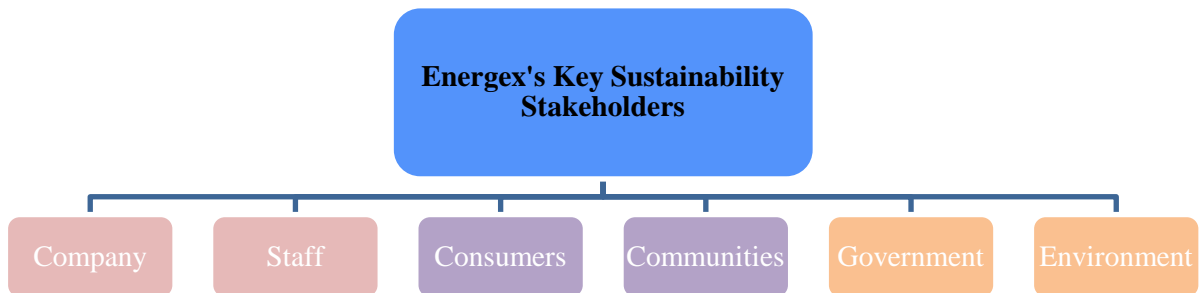 Energex's Key Sustainability
Stakeholders
Company
Staff
Consumers
Communities
Government
Environment